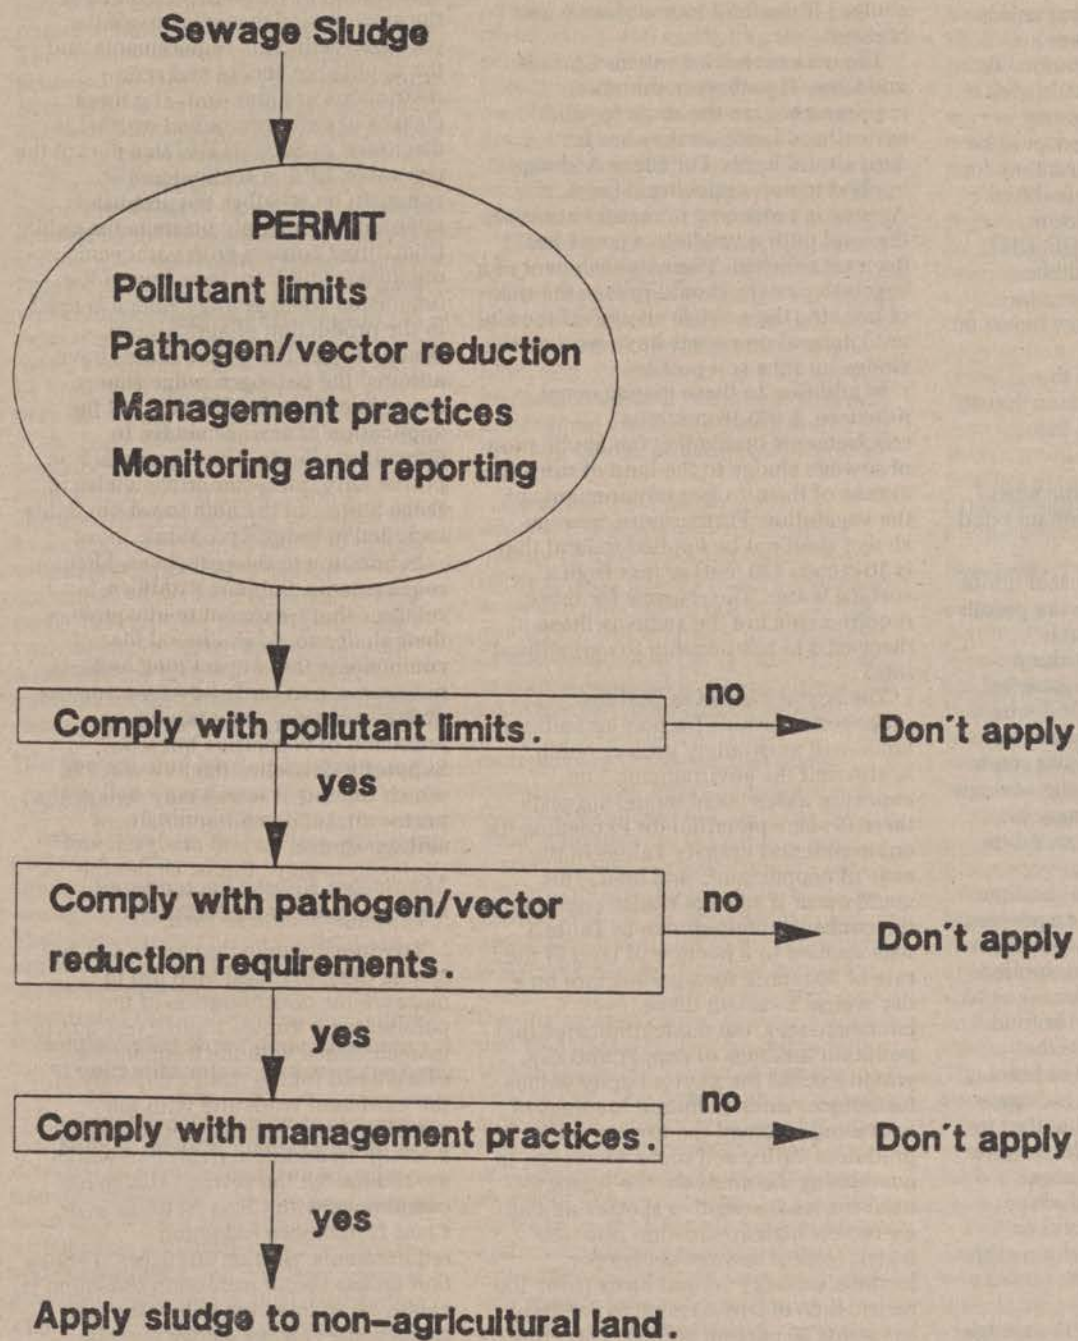 Sewage Sludge
PERMIT
Pollutant limits
Pathogen/vector reduction
Management practices
Monitoring and reporting
Comply with pollutant limits.
no
Don't apply
yes
Comply with pathogen/vector
reduction requirements.
no
Don't apply
yes
Comply with management practices.
no
Don't apply
yes
Apply sludge to non-agricultural land.